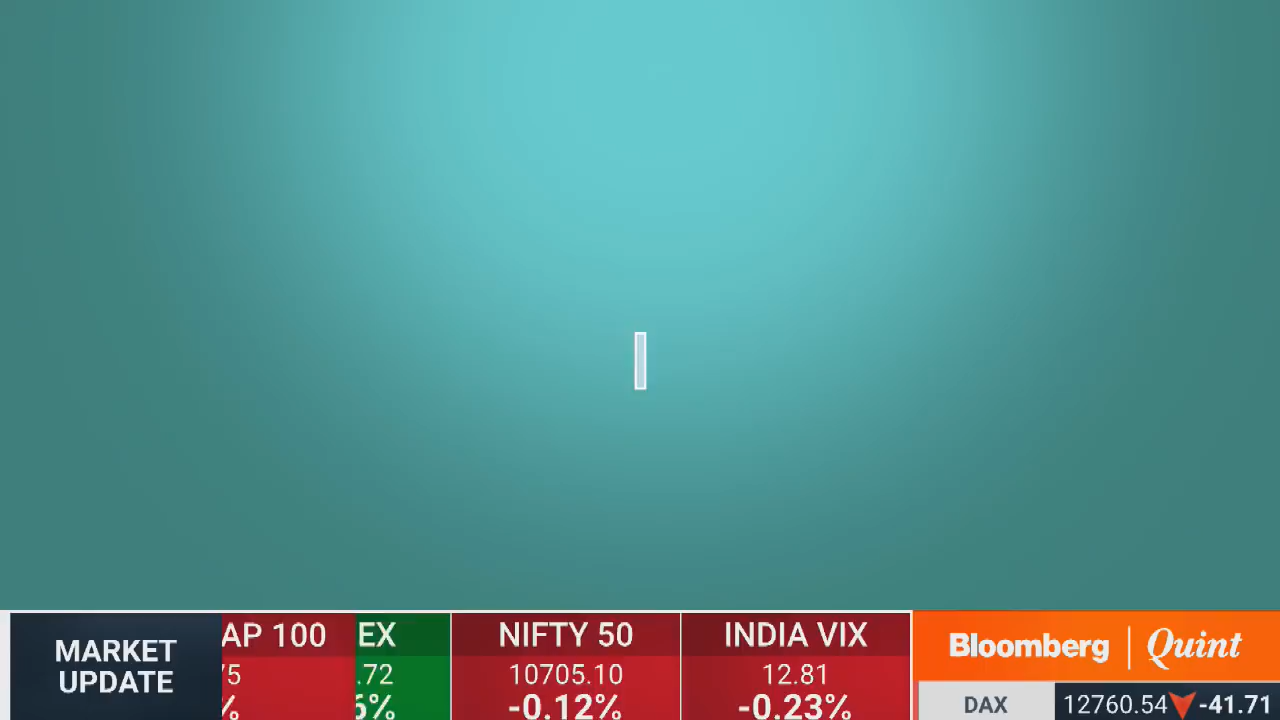 MARKET
UPDATE
AP 100
EX
.72
6%
NIFTY 50
10705.10
-0.12%
INDIA VIX
12.81
-0.23%
Bloomberg | Quint
DAX 12760.54 -41.71